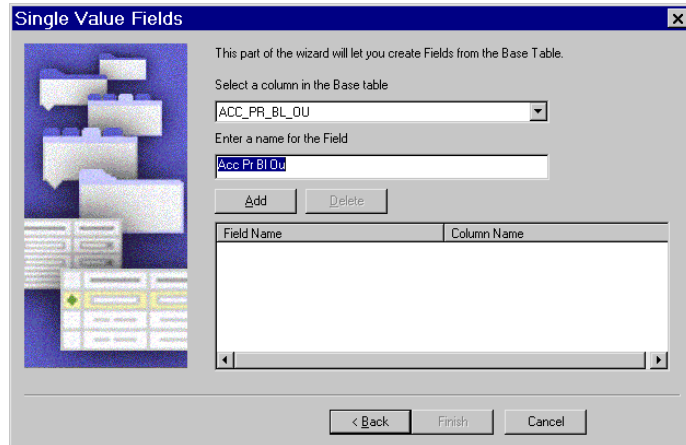 Single Value Fields
This part of the wizard will let you create Fields from the Base Table.
Select a column in the Base table
ACC_PR_BL_OU
Enter a name for the Field
Acc Pr Bl Ou
Add Delete
Field Name Column Name
< Back Finish Cancel